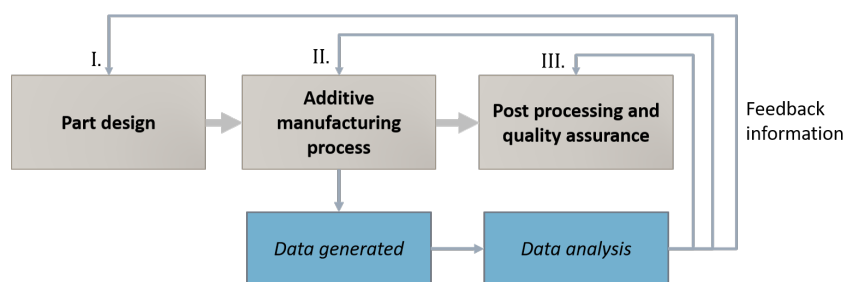 I.
II.
III.
Part design
Additive
manufacturing
process
Post processing and
quality assurance
Feedback
information
Data generated
Data analysis